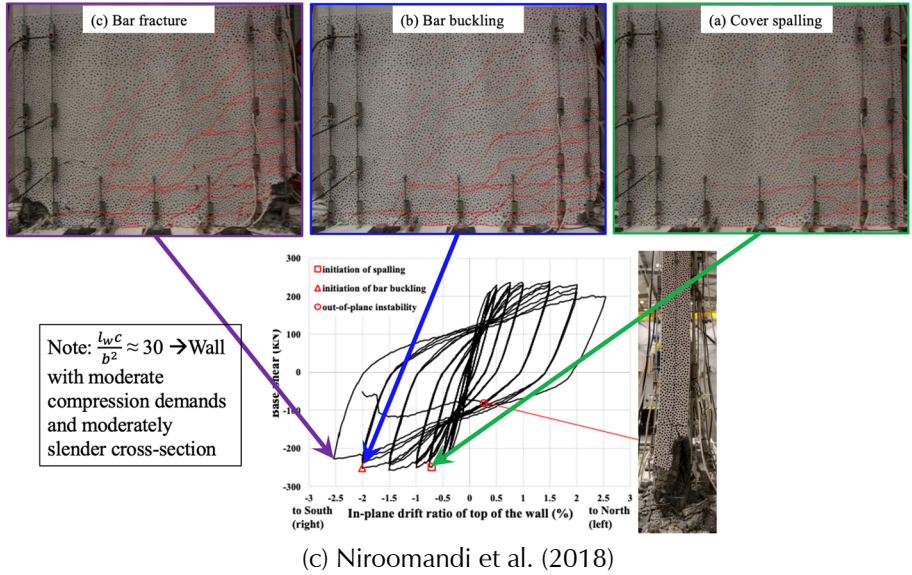 (c) Bar fracture
(b) Bar buckling
(a) Cover spalling
Note: l_w c / b² ≈ 30 →Wall
with moderate
compression demands
and moderately
slender cross-section
300
200
100
0
-100
-200
-300
Base shear (KN)
initiation of spalling
initiation of bar buckling
out-of-plane instability
-3 -2.5 -2 -1.5 -1 -0.5 0 0.5 1 1.5 2 2.5 3
to South
(right)
In-plane drift ratio of top of the wall (%)
to North
(left)
(c) Niroomandi et al. (2018)